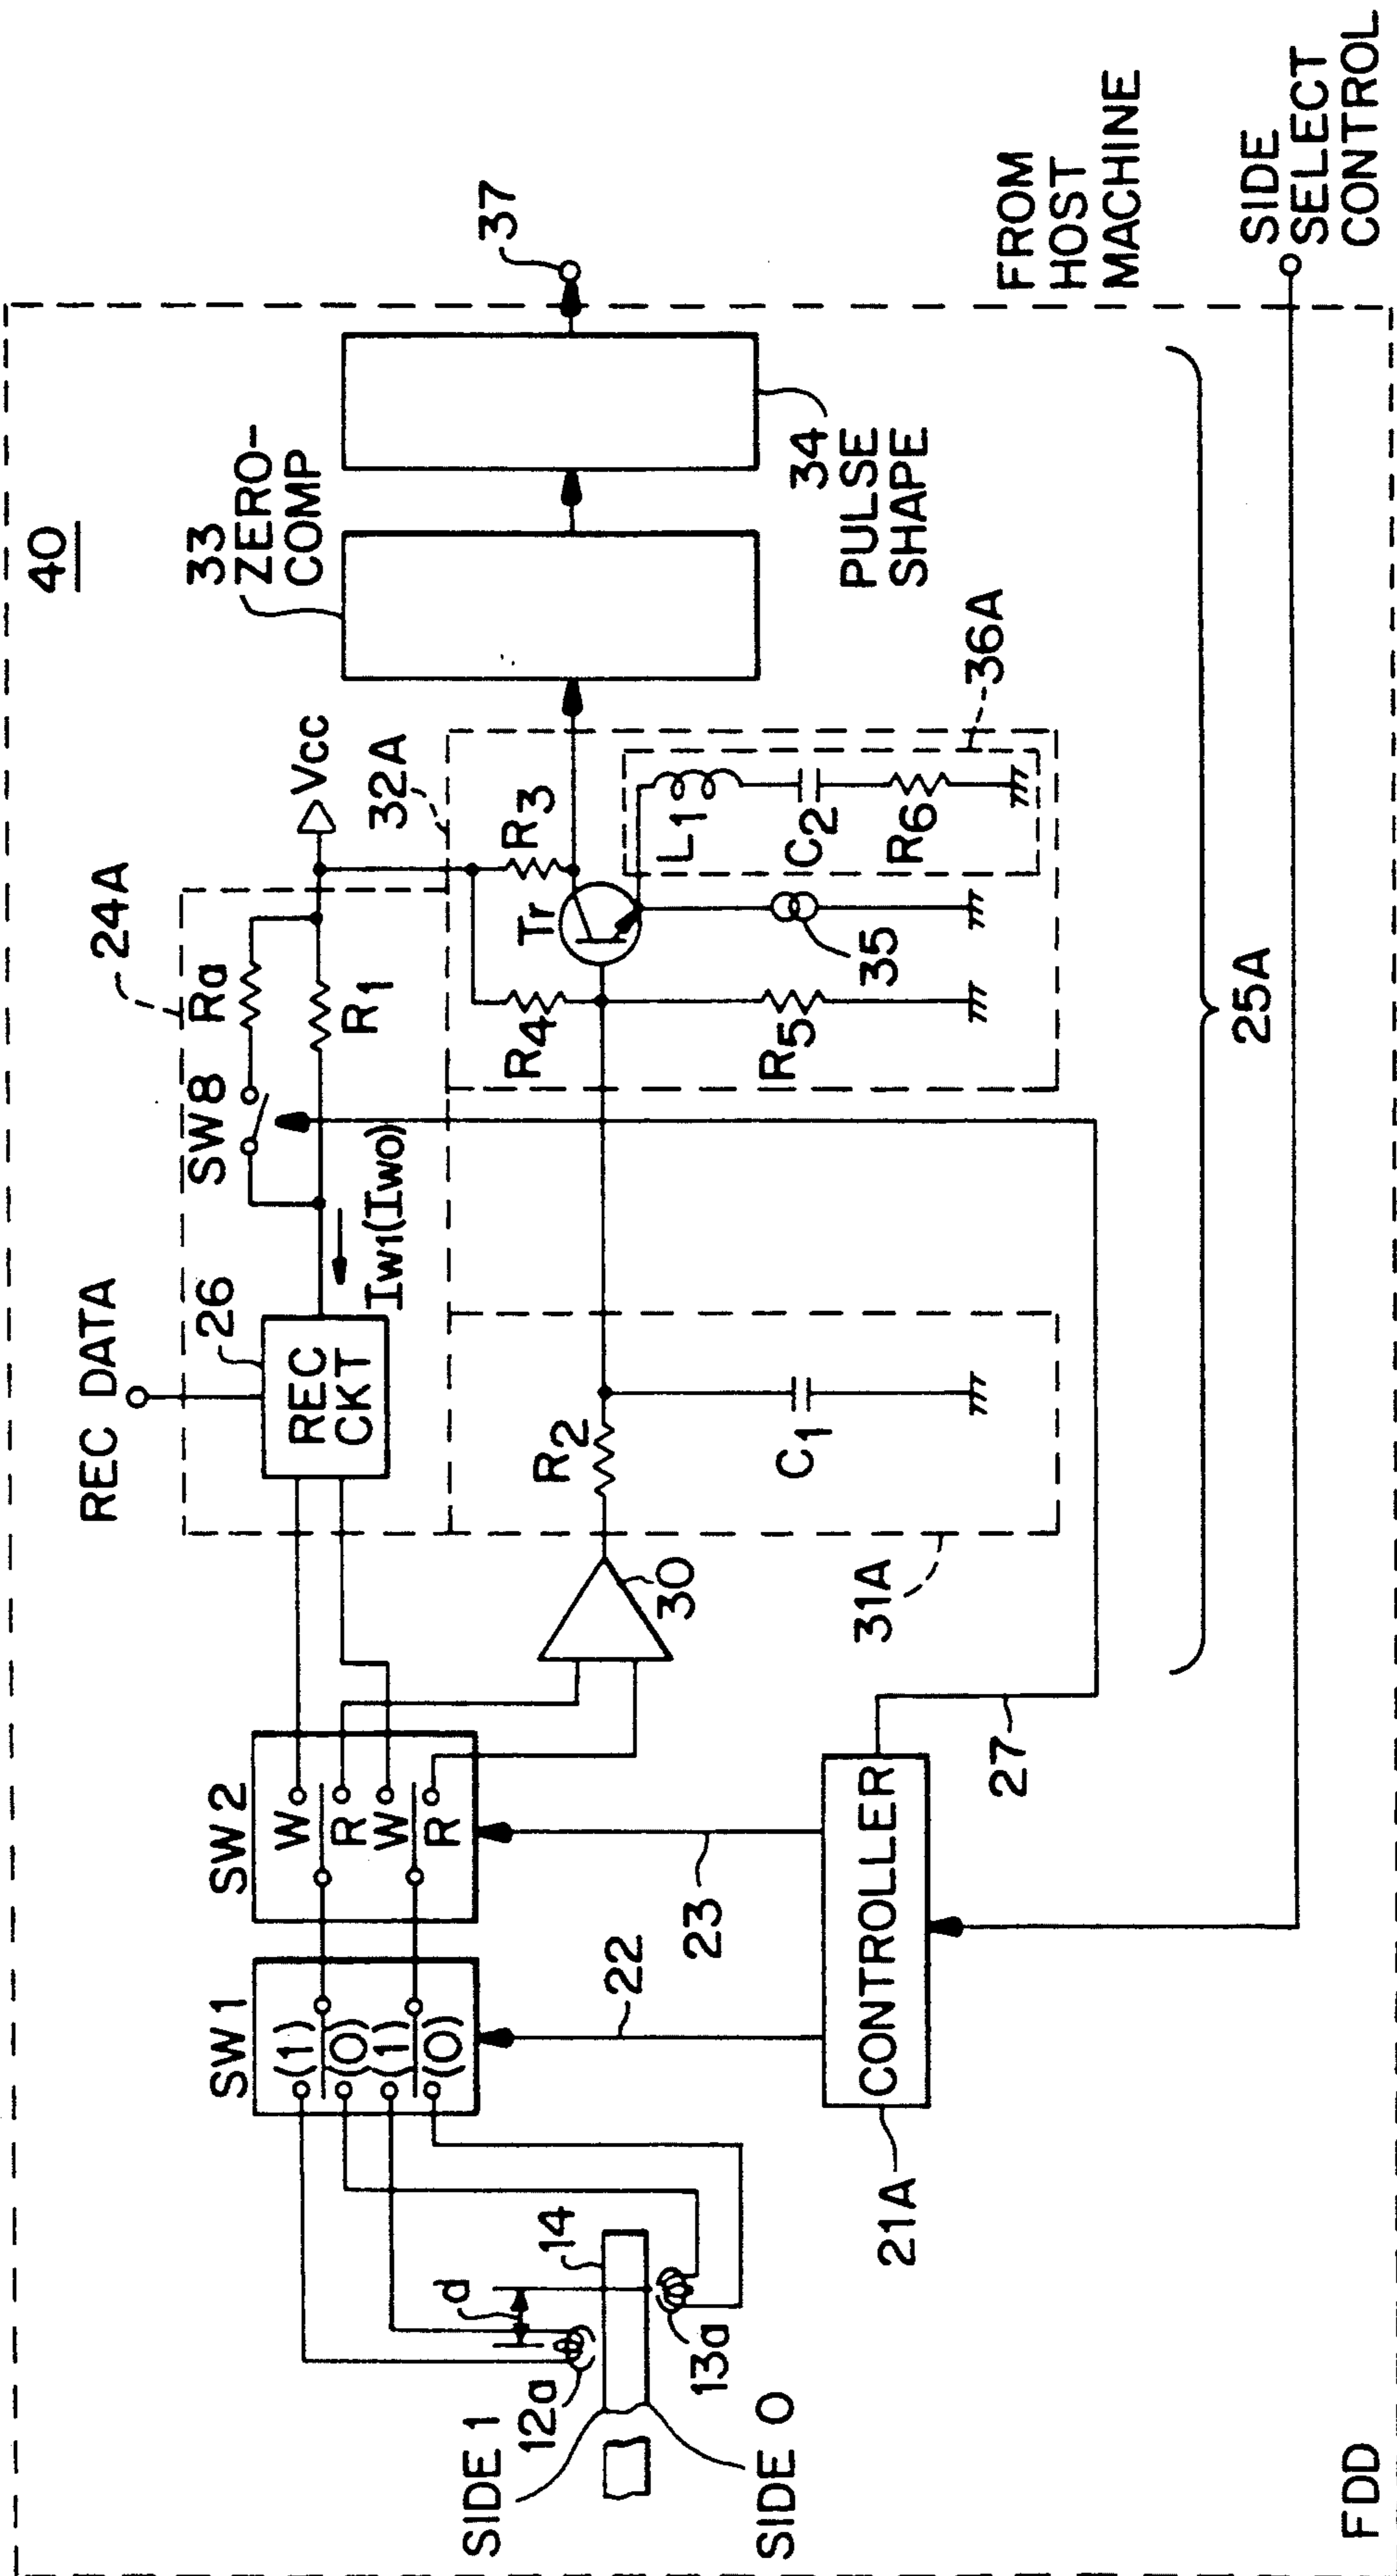 40
REC DATA
24A
SW8
Ra
R1
Vcc
26
REC
CKT
Iw1(Iw0)
33
ZERO-
COMP
37
32A
R3
Tr
R4
R5
35
L1
C2
R6
36A
34
PULSE
SHAPE
SW1
(1)
(0)
(1)
(0)
SW2
W
R
W
R
30
R2
C1
31A
SIDE 1
12a
d
14
13a
SIDE 0
22
23
27
CONTROLLER
21A
25A
FROM
HOST
MACHINE
SIDE
SELECT
CONTROL
FDD